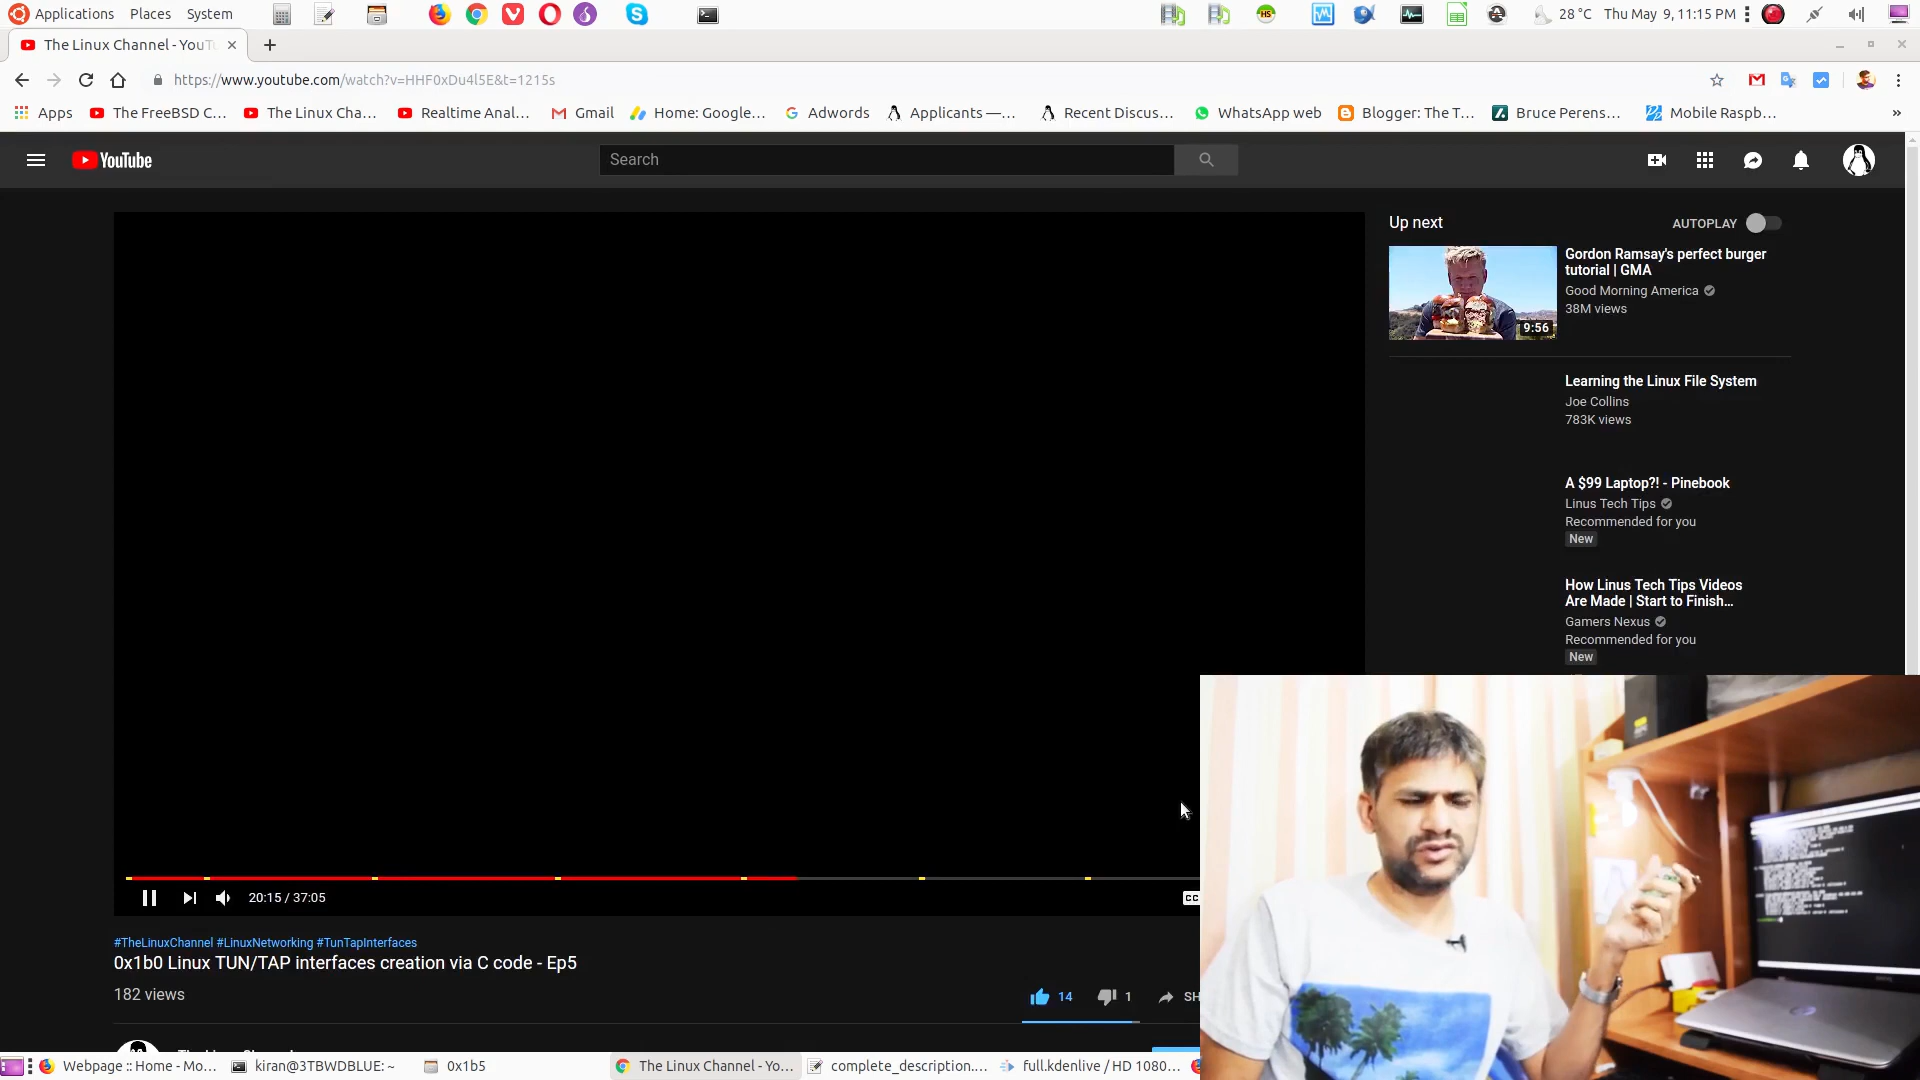 Applications Places System 28 °C Thu May 9, 11:15 PM
The Linux Channel - YouTu
https://www.youtube.com/watch?v=HHF0xDu4l5E&t=1215s
Apps The FreeBSD C... The Linux Cha... Realtime Anal... Gmail Home: Google... Adwords Applicants —... Recent Discus... WhatsApp web Blogger: The T... Bruce Perens... Mobile Raspb... »
YouTube
Search
Up next
AUTOPLAY
Gordon Ramsay's perfect burger
tutorial | GMA
Good Morning America
38M views
9:56
Learning the Linux File System
Joe Collins
783K views
A $99 Laptop?! - Pinebook
Linus Tech Tips
Recommended for you
New
How Linus Tech Tips Videos
Are Made | Start to Finish...
Gamers Nexus
Recommended for you
New
20:15 / 37:05
CC
#TheLinuxChannel #LinuxNetworking #TunTapInterfaces
0x1b0 Linux TUN/TAP interfaces creation via C code - Ep5
182 views
14 1 SH
Webpage :: Home - Mo... kiran@3TBWDBLUE: ~ 0x1b5 The Linux Channel - Yo... complete_description.... full.kdenlive / HD 1080...